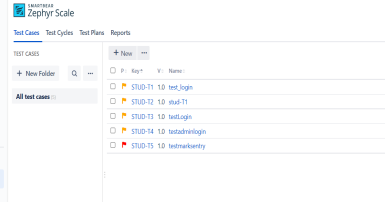 SMARTBEAR
Zephyr Scale
Test Cases Test Cycles Test Plans Reports
TEST CASES
+ New ...
+ New Folder ...
P Key V Name
All test cases
STUD-T1 1.0 test_login
STUD-T2 1.0 stud-T1
STUD-T3 1.0 testLogin
STUD-T4 1.0 testadminlogin
STUD-T5 1.0 testmarksentry